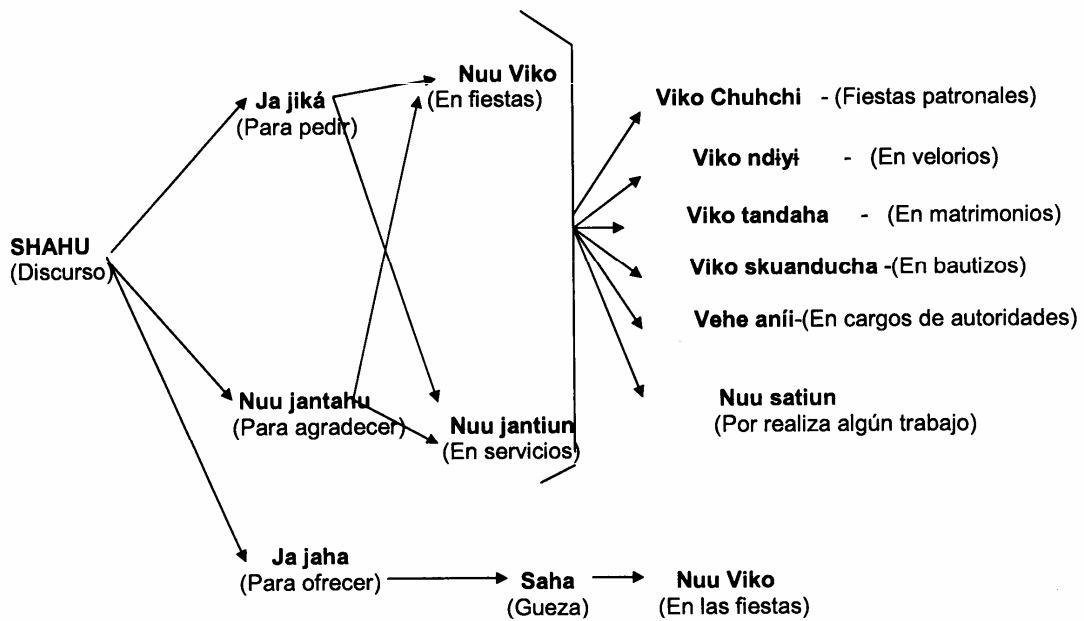 Nuu Viko
(En fiestas)
Ja jiká
(Para pedir)
Viko Chuhchi - (Fiestas patronales)
Viko ndɨyɨ - (En velorios)
Viko tandaha - (En matrimonios)
SHAHU
(Discurso)
Viko skuanducha -(En bautizos)
Vehe aníi-(En cargos de autoridades)
Nuu jantahu
(Para agradecer)
Nuu jantiun
(En servicios)
Nuu satiun
(Por realiza algún trabajo)
Ja jaha
(Para ofrecer)
Saha
(Gueza)
Nuu Viko
(En las fiestas)